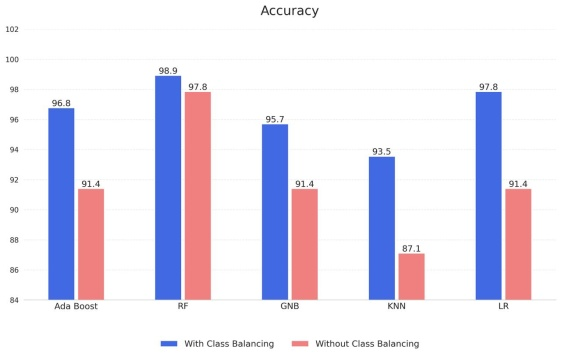 Accuracy
102
100
98
96
94
92
90
88
86
84
96.8
91.4
98.9
97.8
95.7
91.4
93.5
87.1
97.8
91.4
Ada Boost
RF
GNB
KNN
LR
With Class Balancing
Without Class Balancing